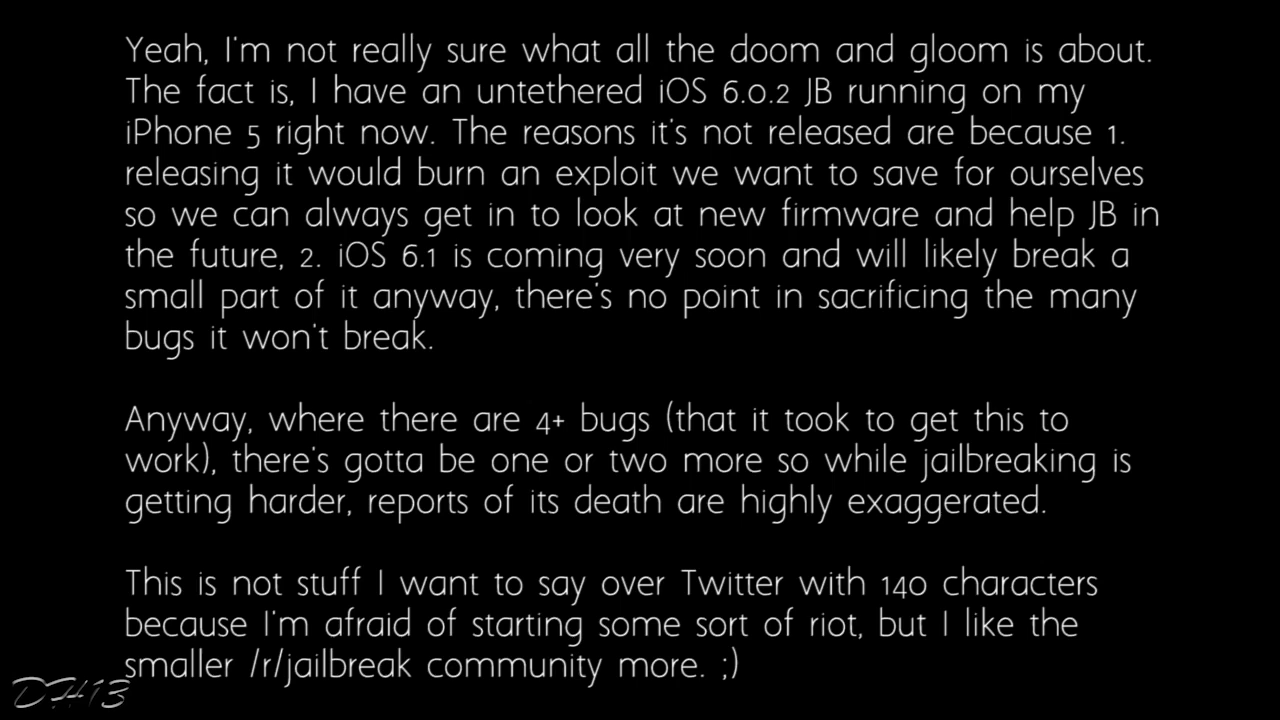 Yeah, I'm not really sure what all the doom and gloom is about.
The fact is, I have an untethered iOS 6.0.2 JB running on my
iPhone 5 right now. The reasons it's not released are because 1.
releasing it would burn an exploit we want to save for ourselves
so we can always get in to look at new firmware and help JB in
the future, 2. iOS 6.1 is coming very soon and will likely break a
small part of it anyway, there's no point in sacrificing the many
bugs it won't break.
Anyway, where there are 4+ bugs (that it took to get this to
work), there's gotta be one or two more so while jailbreaking is
getting harder, reports of its death are highly exaggerated.
This is not stuff I want to say over Twitter with 140 characters
because I'm afraid of starting some sort of riot, but I like the
smaller /r/jailbreak community more. ;)
DH13